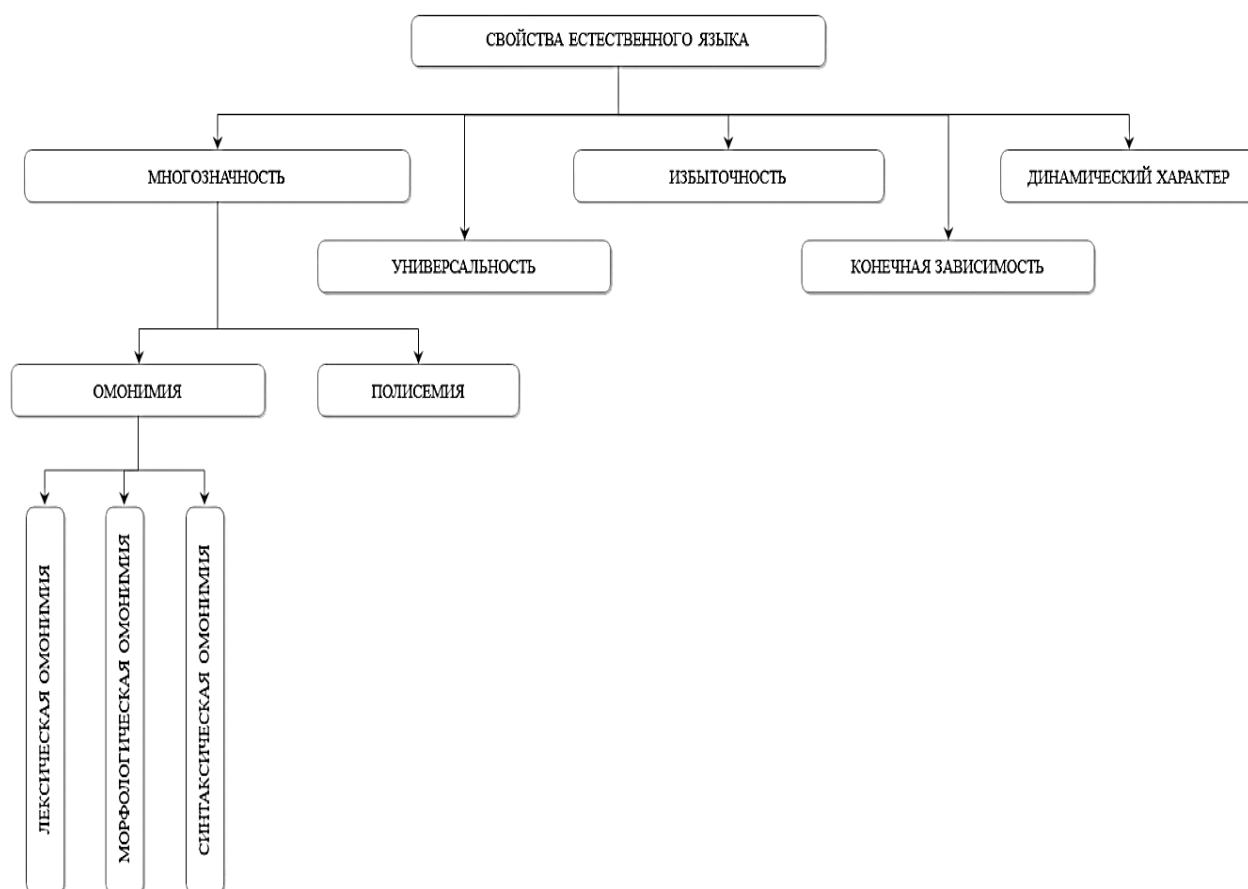 СВОЙСТВА ЕСТЕСТВЕННОГО ЯЗЫКА
МНОГОЗНАЧНОСТЬ
ИЗБЫТОЧНОСТЬ
ДИНАМИЧЕСКИЙ ХАРАКТЕР
УНИВЕРСАЛЬНОСТЬ
КОНЕЧНАЯ ЗАВИСИМОСТЬ
ОМОНИМИЯ
ПОЛИСЕМИЯ
ЛЕКСИЧЕСКАЯ ОМОНИМИЯ
МОРФОЛОГИЧЕСКАЯ ОМОНИМИЯ
СИНТАКСИЧЕСКАЯ ОМОНИМИЯ